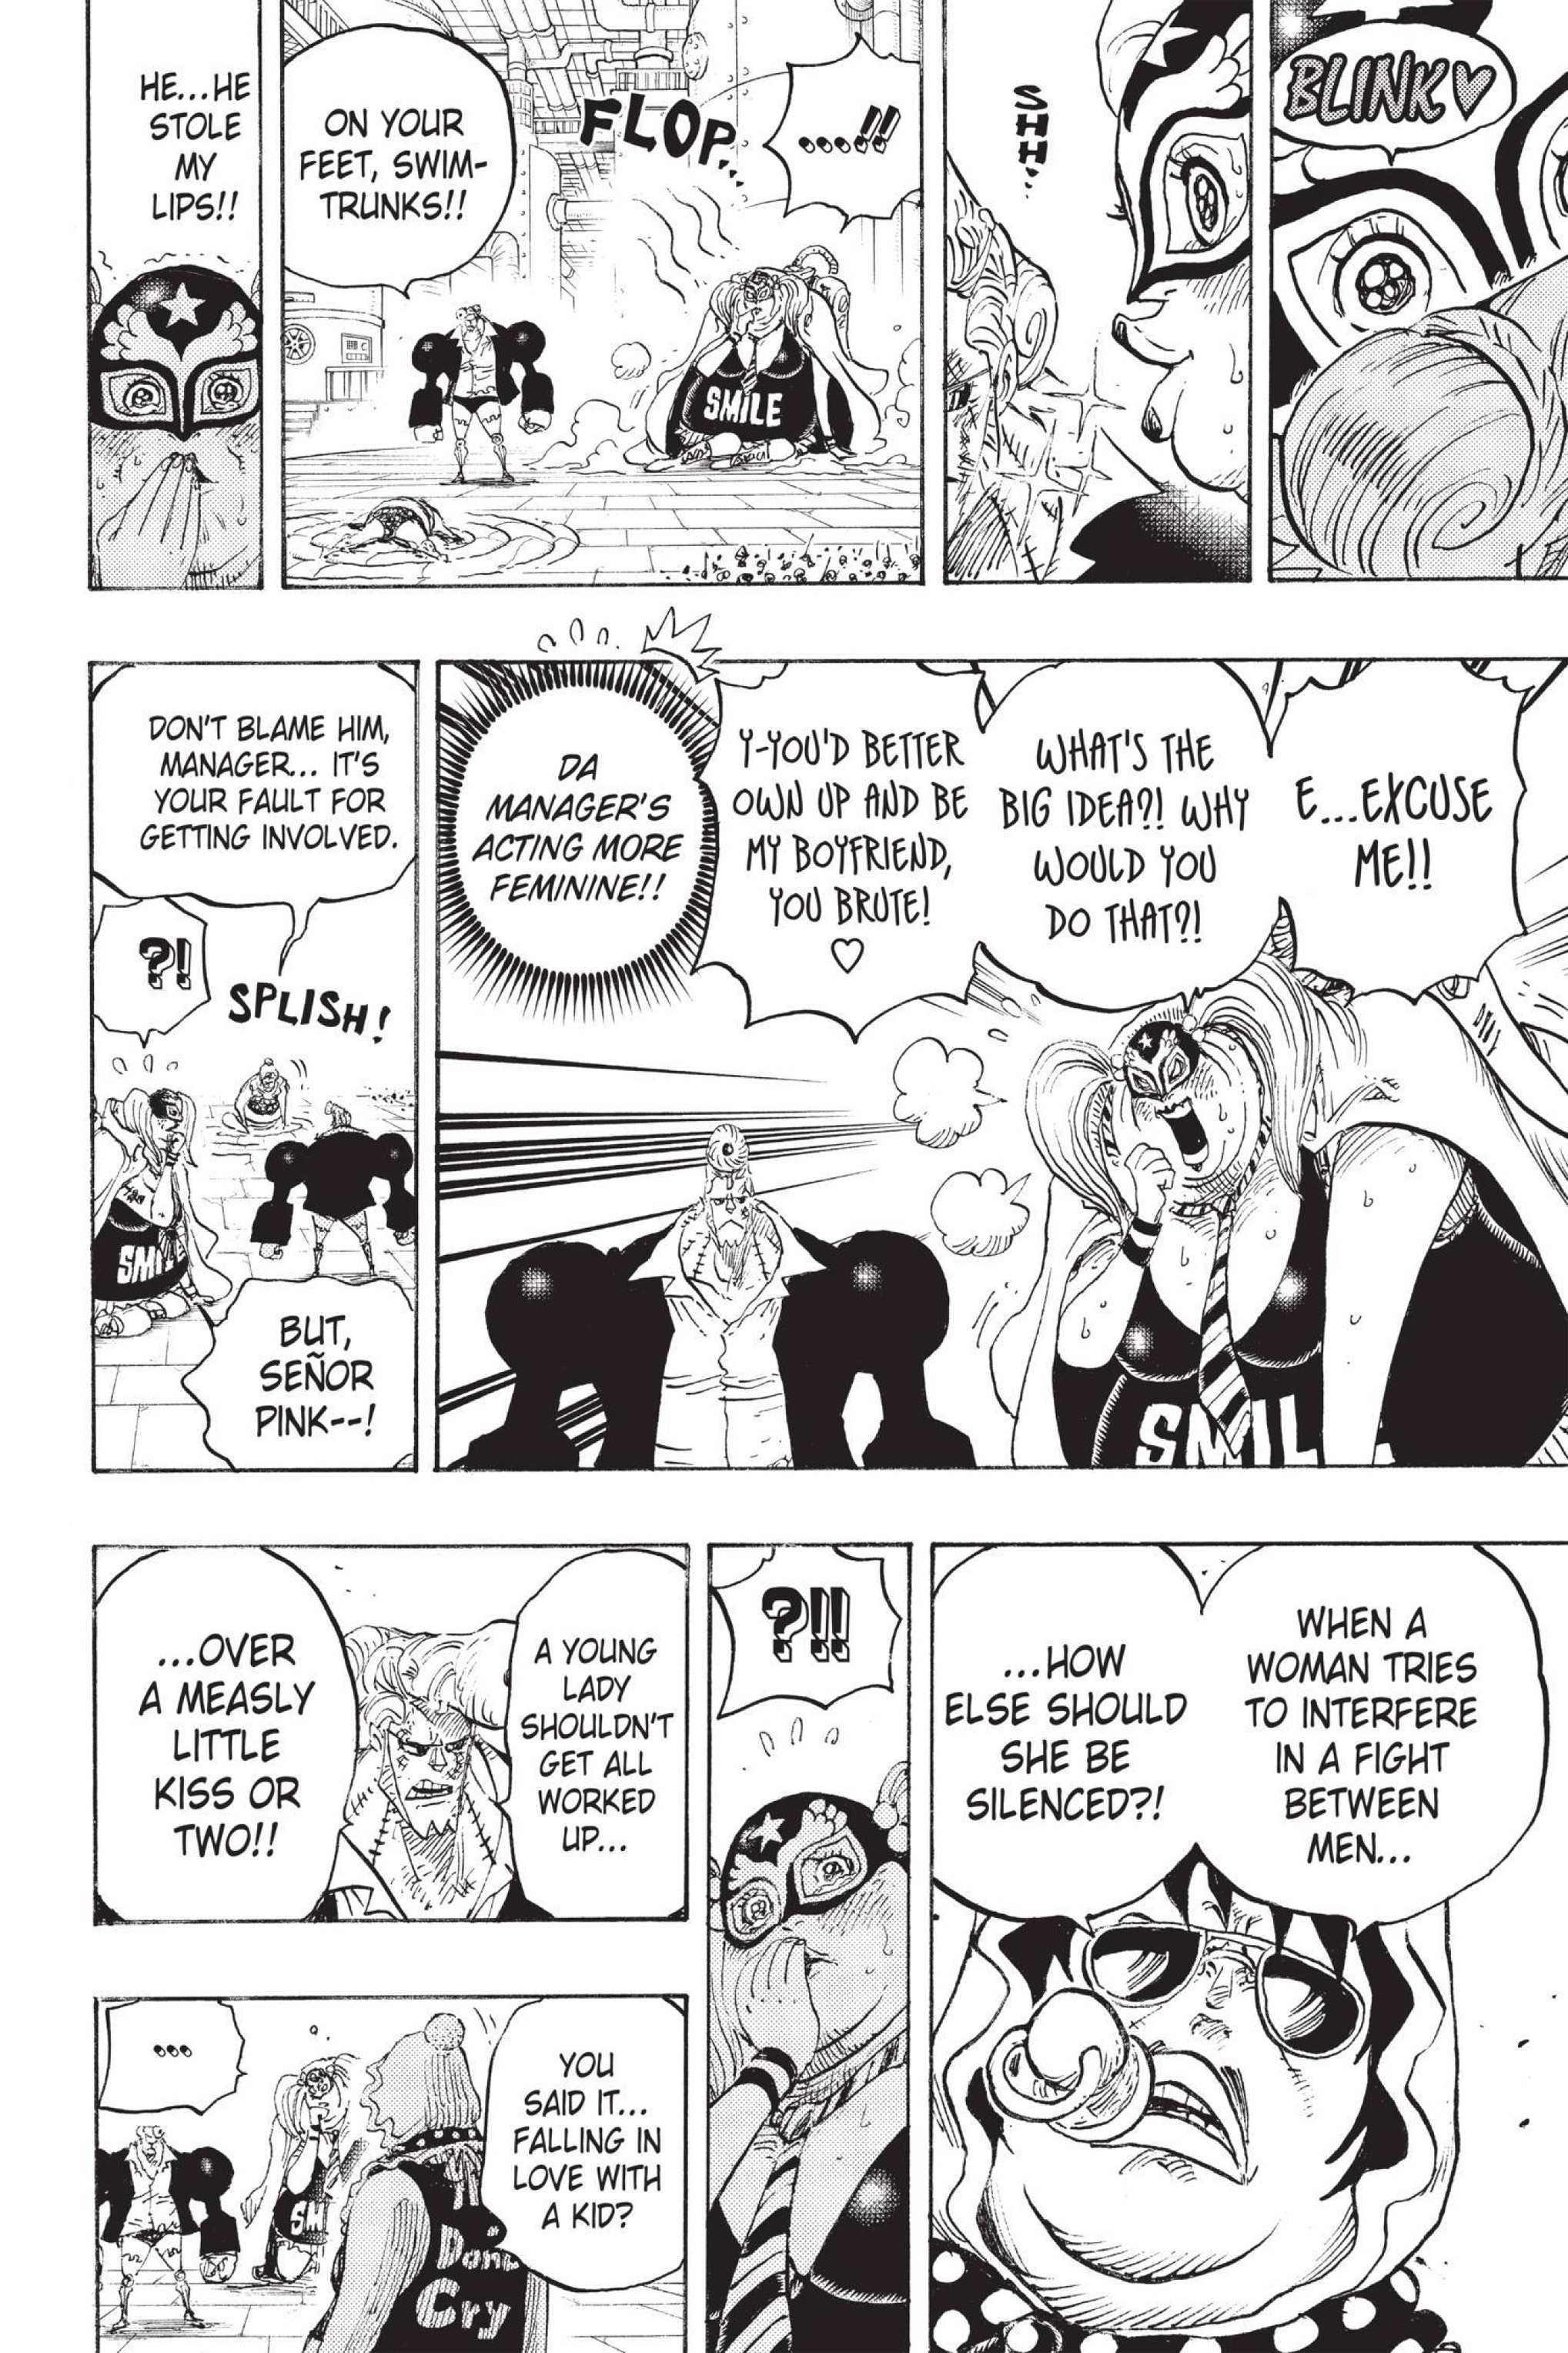 BLINK♥
SHH♥
...!!
FLOP...
SMILE
ON YOUR
FEET, SWIM-
TRUNKS!!
HE...HE
STOLE
MY
LIPS!!
E...EXCUSE
ME!!
WHAT'S THE
BIG IDEA?! WHY
WOULD YOU
DO THAT?!
Y-YOU'D BETTER
OWN UP AND BE
MY BOYFRIEND,
YOU BRUTE!
♡
DA
MANAGER'S
ACTING MORE
FEMININE!!
SMIL
DON'T BLAME HIM,
MANAGER... IT'S
YOUR FAULT FOR
GETTING INVOLVED.
?!
SPLISH!
SMIL
BUT,
SEÑOR
PINK--!
WHEN A
WOMAN TRIES
TO INTERFERE
IN A FIGHT
BETWEEN
MEN...
...HOW
ELSE SHOULD
SHE BE
SILENCED?!
?!!
A YOUNG
LADY
SHOULDN'T
GET ALL
WORKED
UP...
...OVER
A MEASLY
LITTLE
KISS OR
TWO!!
YOU
SAID IT...
FALLING IN
LOVE WITH
A KID?
...
SM
Don't
Cry